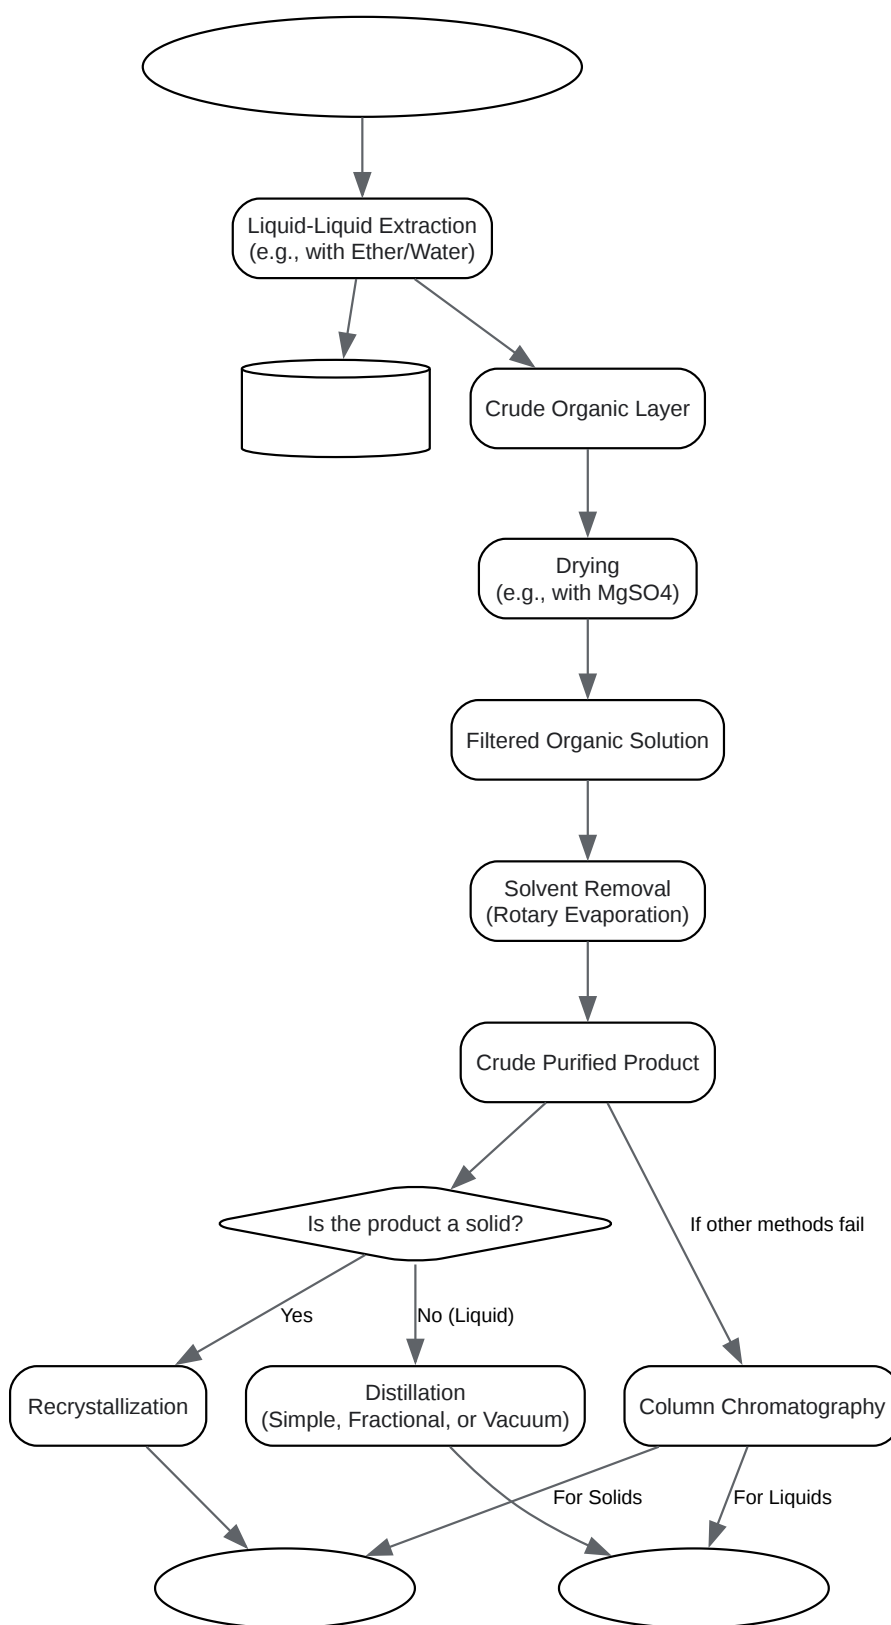 Liquid-Liquid Extraction
(e.g., with Ether/Water)
Crude Organic Layer
Drying
(e.g., with MgSO4)
Filtered Organic Solution
Solvent Removal
(Rotary Evaporation)
Crude Purified Product
Is the product a solid?
If other methods fail
Yes
No (Liquid)
Recrystallization
Distillation
(Simple, Fractional, or Vacuum)
Column Chromatography
For Solids
For Liquids